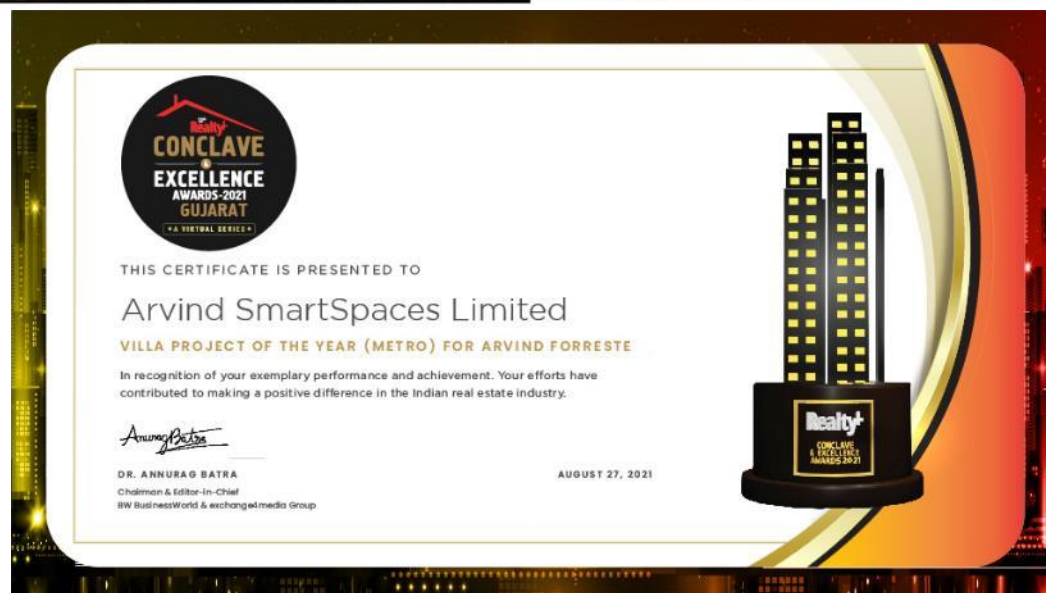 Realty+
CONCLAVE
&
EXCELLENCE
AWARDS-2021
GUJARAT
A VIRTUAL SERIES
THIS CERTIFICATE IS PRESENTED TO
Arvind SmartSpaces Limited
VILLA PROJECT OF THE YEAR (METRO) FOR ARVIND FORRESTE
In recognition of your exemplary performance and achievement. Your efforts have
contributed to making a positive difference in the Indian real estate industry.
Anurag Batra
DR. ANNURAG BATRA
AUGUST 27, 2021
Chairman & Editor-in-Chief
BW BusinessWorld & exchange4media Group
Realty+
CONCLAVE
& EXCELLENCE
AWARDS 2021